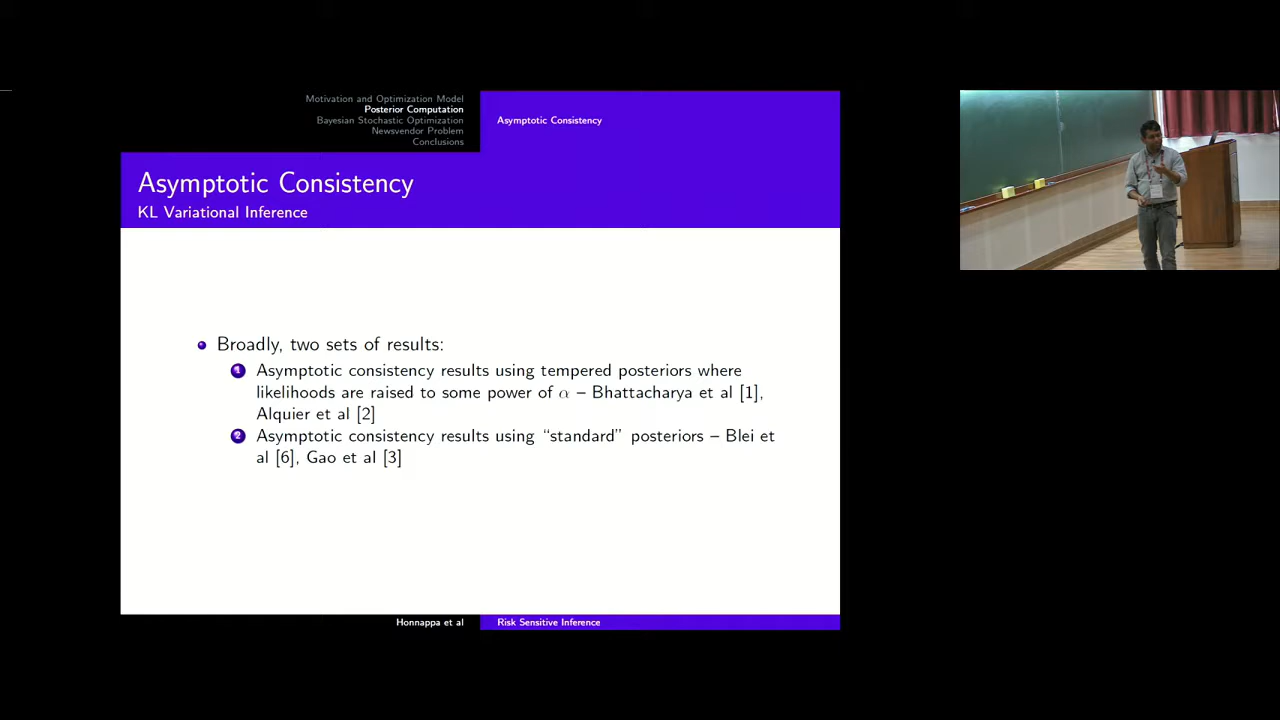 Motivation and Optimization Model
Posterior Computation
Bayesian Stochastic Optimization
Newsvendor Problem
Conclusions
Asymptotic Consistency
Asymptotic Consistency
KL Variational Inference
Broadly, two sets of results:
1 Asymptotic consistency results using tempered posteriors where
likelihoods are raised to some power of α – Bhattacharya et al [1],
Alquier et al [2]
2 Asymptotic consistency results using “standard” posteriors – Blei et
al [6], Gao et al [3]
Honnappa et al
Risk Sensitive Inference